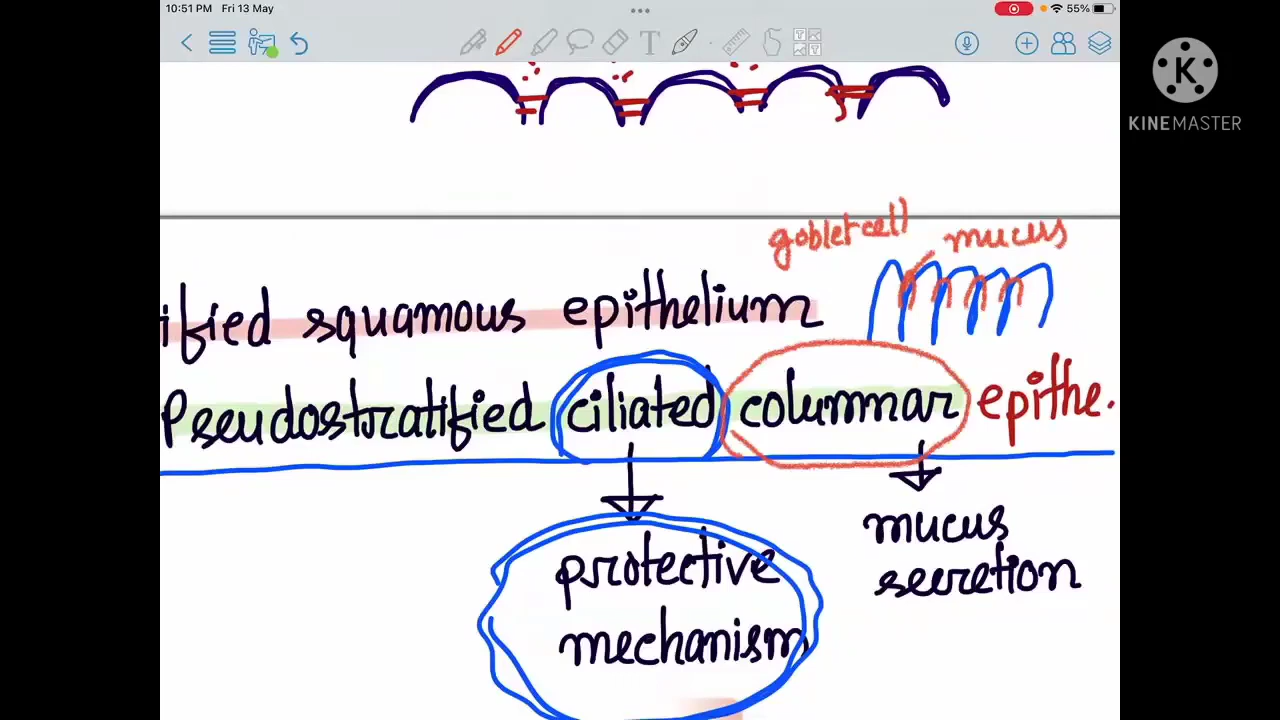 10:51 PM Fri 13 May
55%
K
KINEMASTER
goblet cell mucus
ified squamous epithelium
Pseudostratified ciliated columnar epithe.
protective
mechanism
mucus
secretion